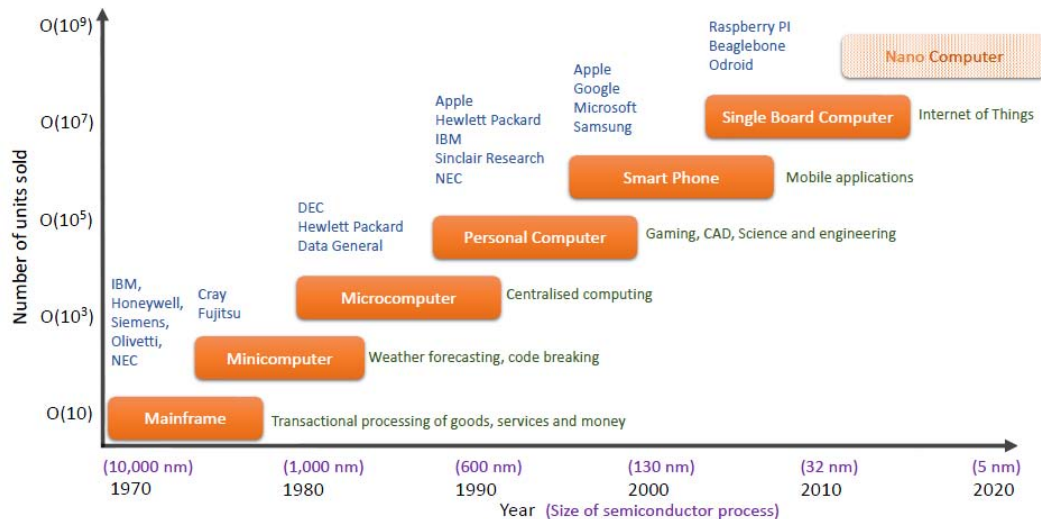 O(10⁹)
O(10⁷)
O(10⁵)
O(10³)
O(10)
Number of units sold
Raspberry PI
Beaglebone
Odroid
Nano Computer
Apple
Google
Microsoft
Samsung
Single Board Computer
Internet of Things
Apple
Hewlett Packard
IBM
Sinclair Research
NEC
Smart Phone
Mobile applications
DEC
Hewlett Packard
Data General
Personal Computer
Gaming, CAD, Science and engineering
IBM,
Honeywell,
Siemens,
Olivetti,
NEC
Cray
Fujitsu
Microcomputer
Centralised computing
Minicomputer
Weather forecasting, code breaking
Mainframe
Transactional processing of goods, services and money
(10,000 nm) (1,000 nm) (600 nm) (130 nm) (32 nm) (5 nm)
1970 1980 1990 2000 2010 2020
Year (Size of semiconductor process)